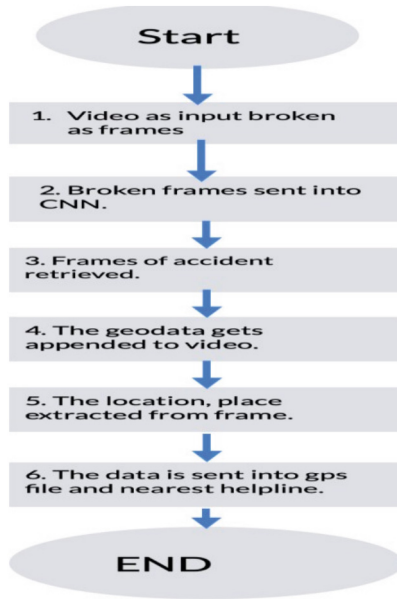 Start
1. Video as input broken
as frames
2. Broken frames sent into
CNN.
3. Frames of accident
retrieved.
4. The geodata gets
appended to video.
5. The location, place
extracted from frame.
6. The data is sent into gps
file and nearest helpline.
END